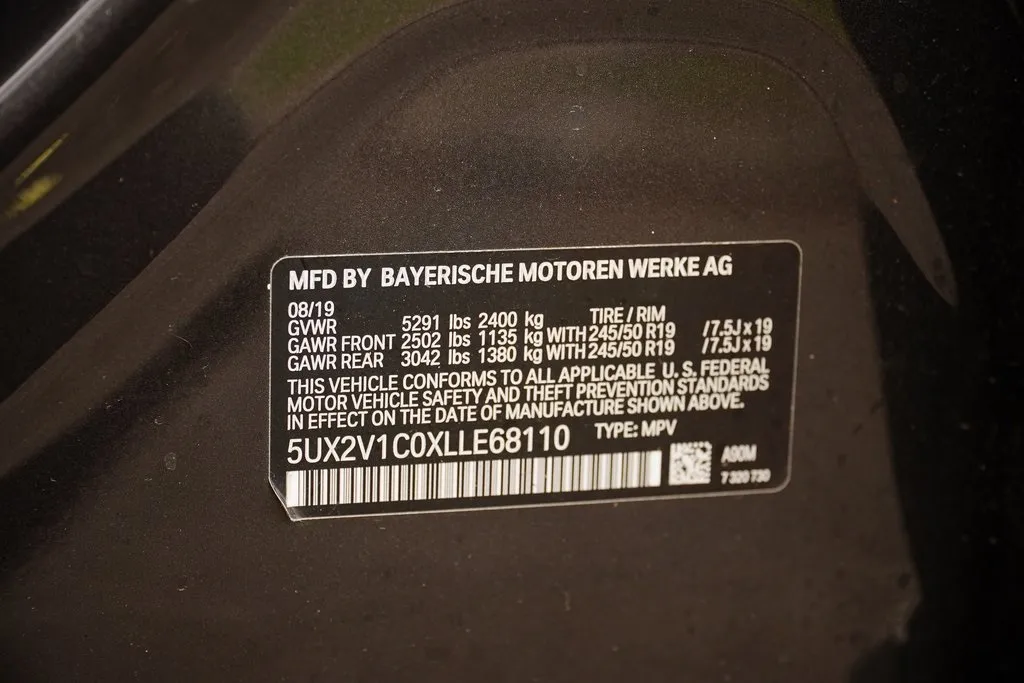 MFD BY BAYERISCHE MOTOREN WERKE AG
08/19 TIRE / RIM
GVWR 5291 lbs 2400 kg
GAWR FRONT 2502 lbs 1135 kg WITH 245/50 R19 /7.5J x 19
GAWR REAR 3042 lbs 1380 kg WITH 245/50 R19 /7.5J x 19
THIS VEHICLE CONFORMS TO ALL APPLICABLE U. S. FEDERAL
MOTOR VEHICLE SAFETY AND THEFT PREVENTION STANDARDS
IN EFFECT ON THE DATE OF MANUFACTURE SHOWN ABOVE.
5UX2V1C0XLLE68110 TYPE: MPV
A90M
7 320 730